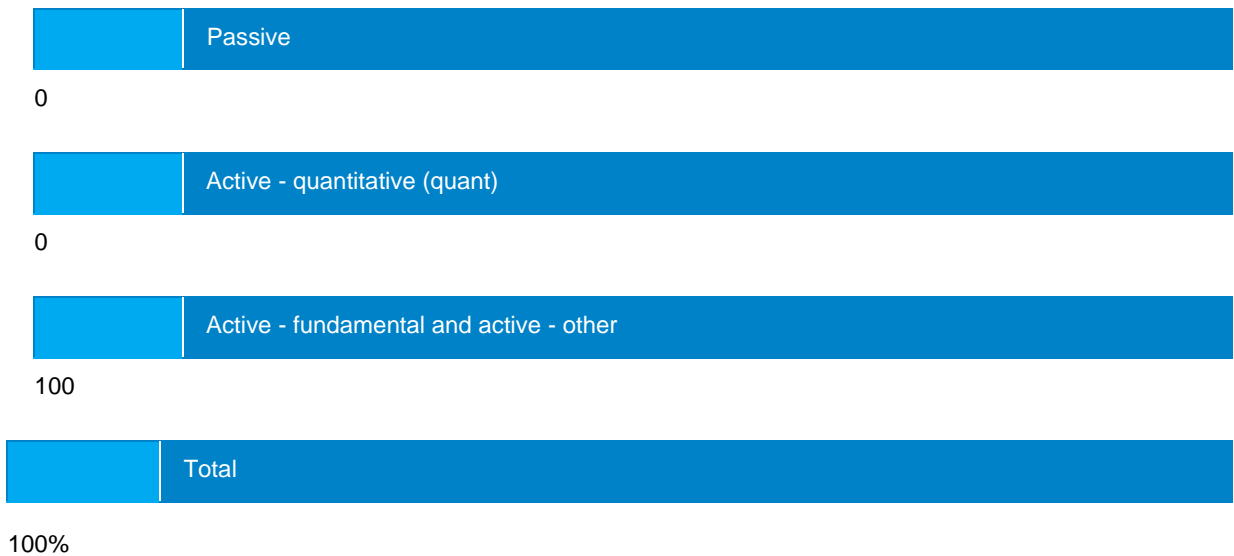 Passive
0
Active - quantitative (quant)
0
Active - fundamental and active - other
100
Total
100%